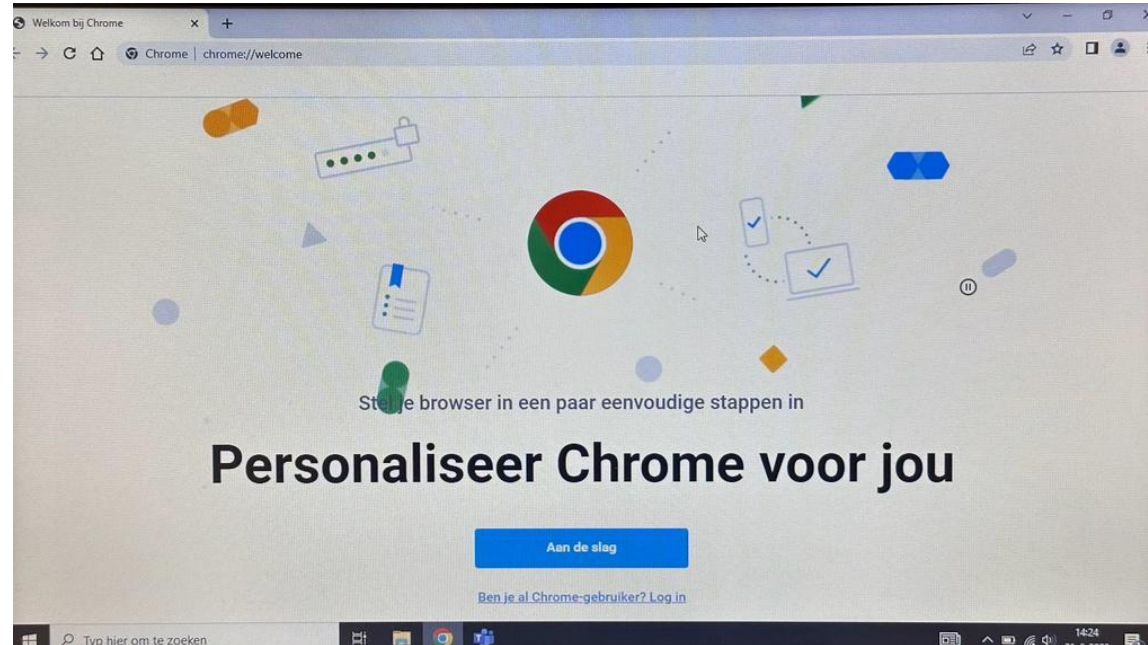 Welkom bij Chrome
Chrome | chrome://welcome
Stel je browser in een paar eenvoudige stappen in
Personaliseer Chrome voor jou
Aan de slag
Ben je al Chrome-gebruiker? Log in
Typ hier om te zoeken
14:24